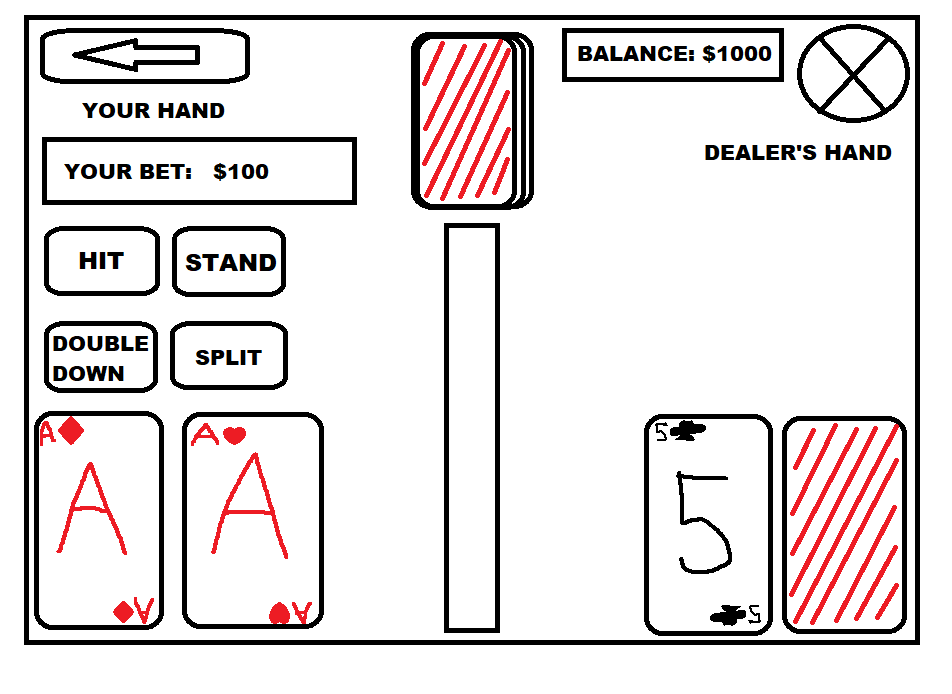 BALANCE: $1000
YOUR HAND
DEALER'S HAND
YOUR BET: $100
HIT
STAND
DOUBLE
DOWN
SPLIT
A
A
A
A
A
A
5
5
5